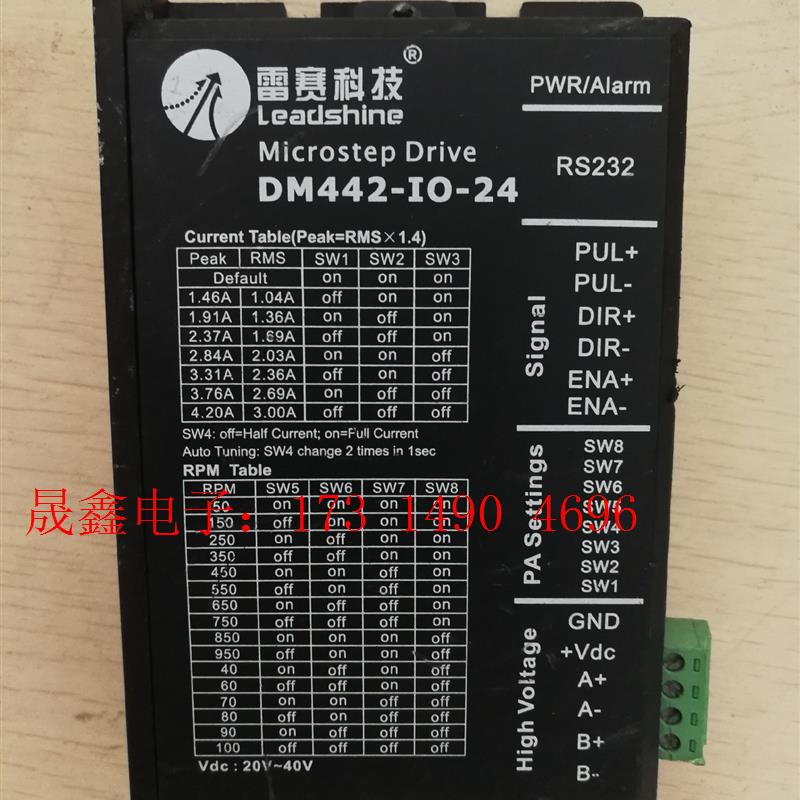 雷赛科技®
Leadshine
Microstep Drive
DM442-IO-24
Current Table(Peak=RMS×1.4)
Peak RMS SW1 SW2 SW3
Default on on on
1.46A 1.04A off on on
1.91A 1.36A on off on
2.37A 1.69A off off on
2.84A 2.03A on on off
3.31A 2.36A off on off
3.76A 2.69A on off off
4.20A 3.00A off off off
SW4: off=Half Current; on=Full Current
Auto Tuning: SW4 change 2 times in 1sec
RPM Table
RPM SW5 SW6 SW7 SW8
50 on on on on
150 off on on on
250 on off on on
350 off off on on
450 on on off on
550 off on off on
650 on off off on
750 off off off on
850 on on on off
950 off on on off
40 on off on off
60 off off on off
70 on on off off
80 off on off off
90 on off off off
100 off off off off
Vdc : 20V~40V
PWR/Alarm
RS232
Signal
PUL+
PUL-
DIR+
DIR-
ENA+
ENA-
PA Settings
SW8
SW7
SW6
SW5
SW4
SW3
SW2
SW1
High Voltage
GND
+Vdc
A+
A-
B+
B-
晟鑫电子：173 1490 4696